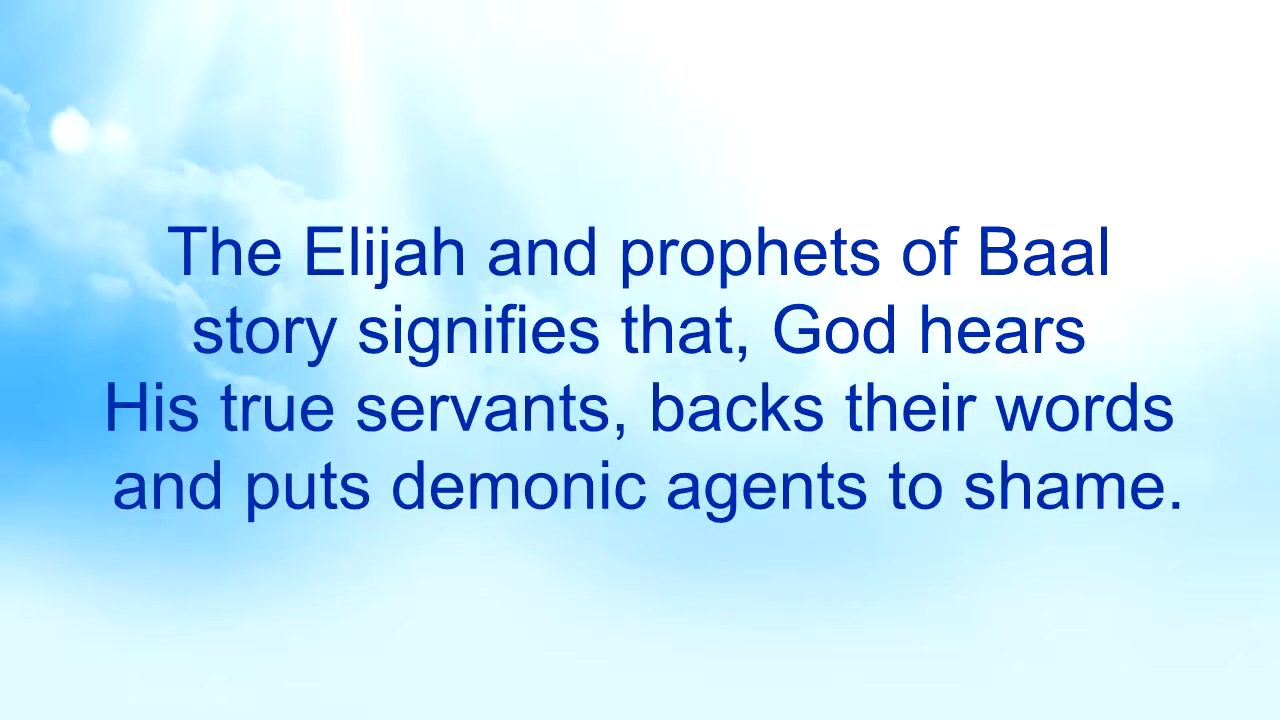 The Elijah and prophets of Baal
story signifies that, God hears
His true servants, backs their words
and puts demonic agents to shame.